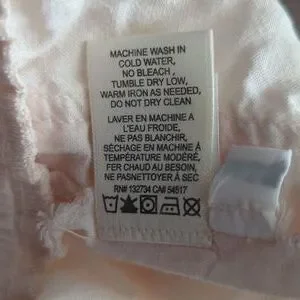 MACHINE WASH IN
COLD WATER,
NO BLEACH,
TUMBLE DRY LOW,
WARM IRON AS NEEDED,
DO NOT DRY CLEAN
LAVER EN MACHINE A
L'EAU FROIDE,
NE PAS BLANCHIR,
SÉCHAGE EN MACHINE À
TEMPÉRATURE MODÉRÉ,
FER CHAUD AU BESOIN,
NE PASNETTOYER À SEC
RN# 132734 CA# 54517